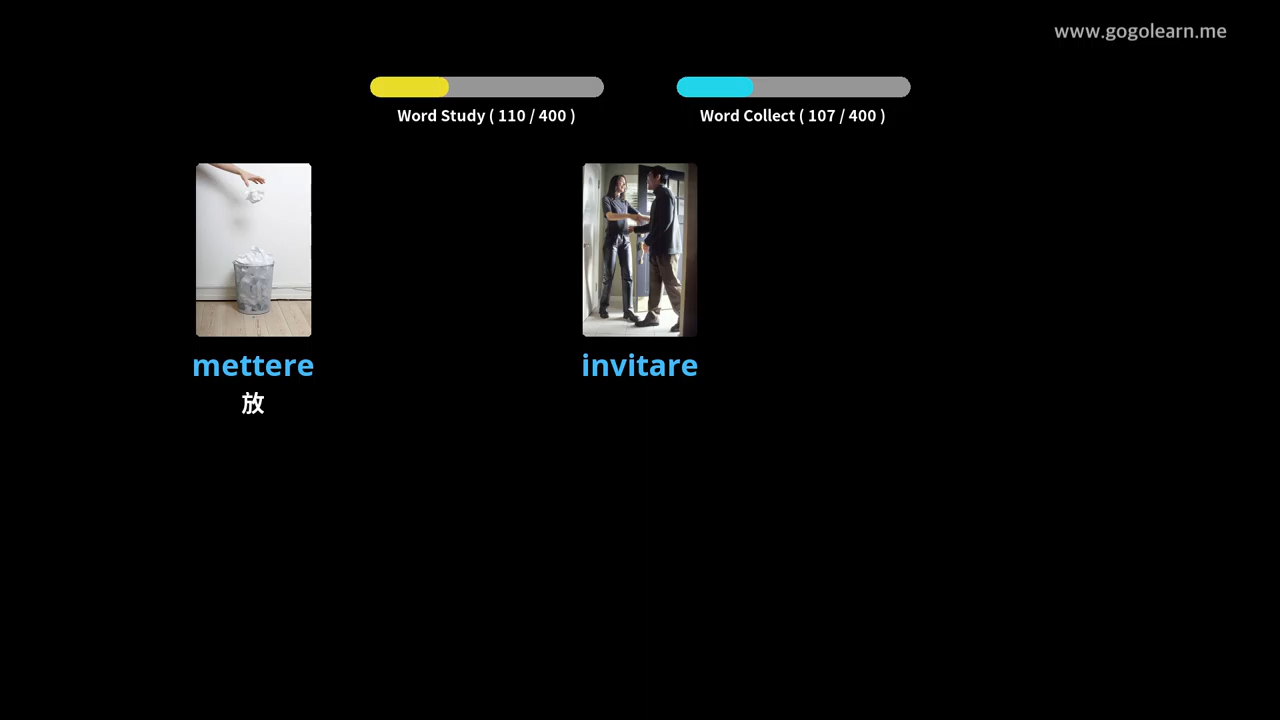 www.gogolearn.me
Word Study ( 110 / 400 )
Word Collect ( 107 / 400 )
mettere
放
invitare